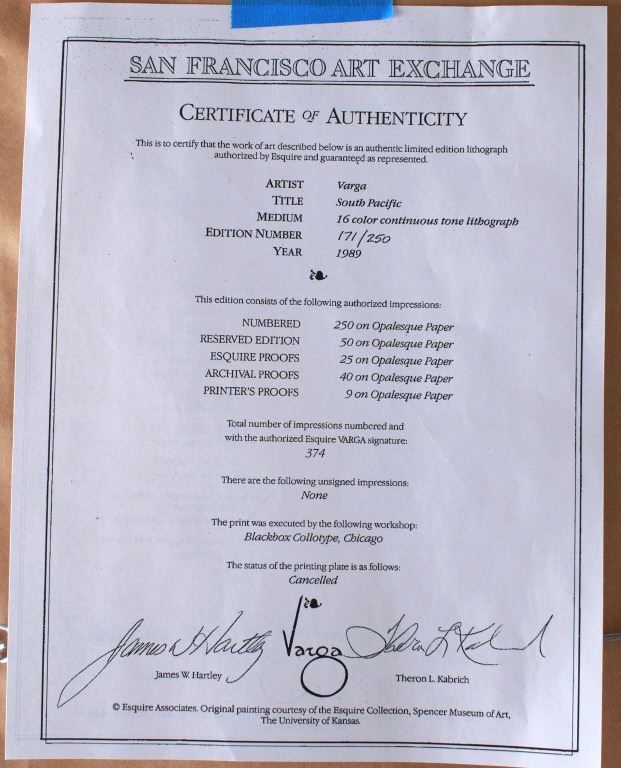 SAN FRANCISCO ART EXCHANGE
CERTIFICATE OF AUTHENTICITY
This is to certify that the work of art described below is an authentic limited edition lithograph
authorized by Esquire and guaranteed as represented.
ARTIST Varga
TITLE South Pacific
MEDIUM 16 color continuous tone lithograph
EDITION NUMBER 171/250
YEAR 1989
This edition consists of the following authorized impressions:
NUMBERED 250 on Opalesque Paper
RESERVED EDITION 50 on Opalesque Paper
ESQUIRE PROOFS 25 on Opalesque Paper
ARCHIVAL PROOFS 40 on Opalesque Paper
PRINTER'S PROOFS 9 on Opalesque Paper
Total number of impressions numbered and
with the authorized Esquire VARGA signature:
374
There are the following unsigned impressions:
None
The print was executed by the following workshop:
Blackbox Collotype, Chicago
The status of the printing plate is as follows:
Cancelled
James W Hartley Varga Theron L Kabrich
James W. Hartley Theron L. Kabrich
© Esquire Associates. Original painting courtesy of the Esquire Collection, Spencer Museum of Art,
The University of Kansas.